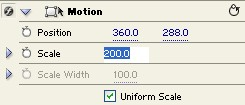 Motion
Position 360.0 288.0
Scale 200.0
Scale Width 100.0
Uniform Scale